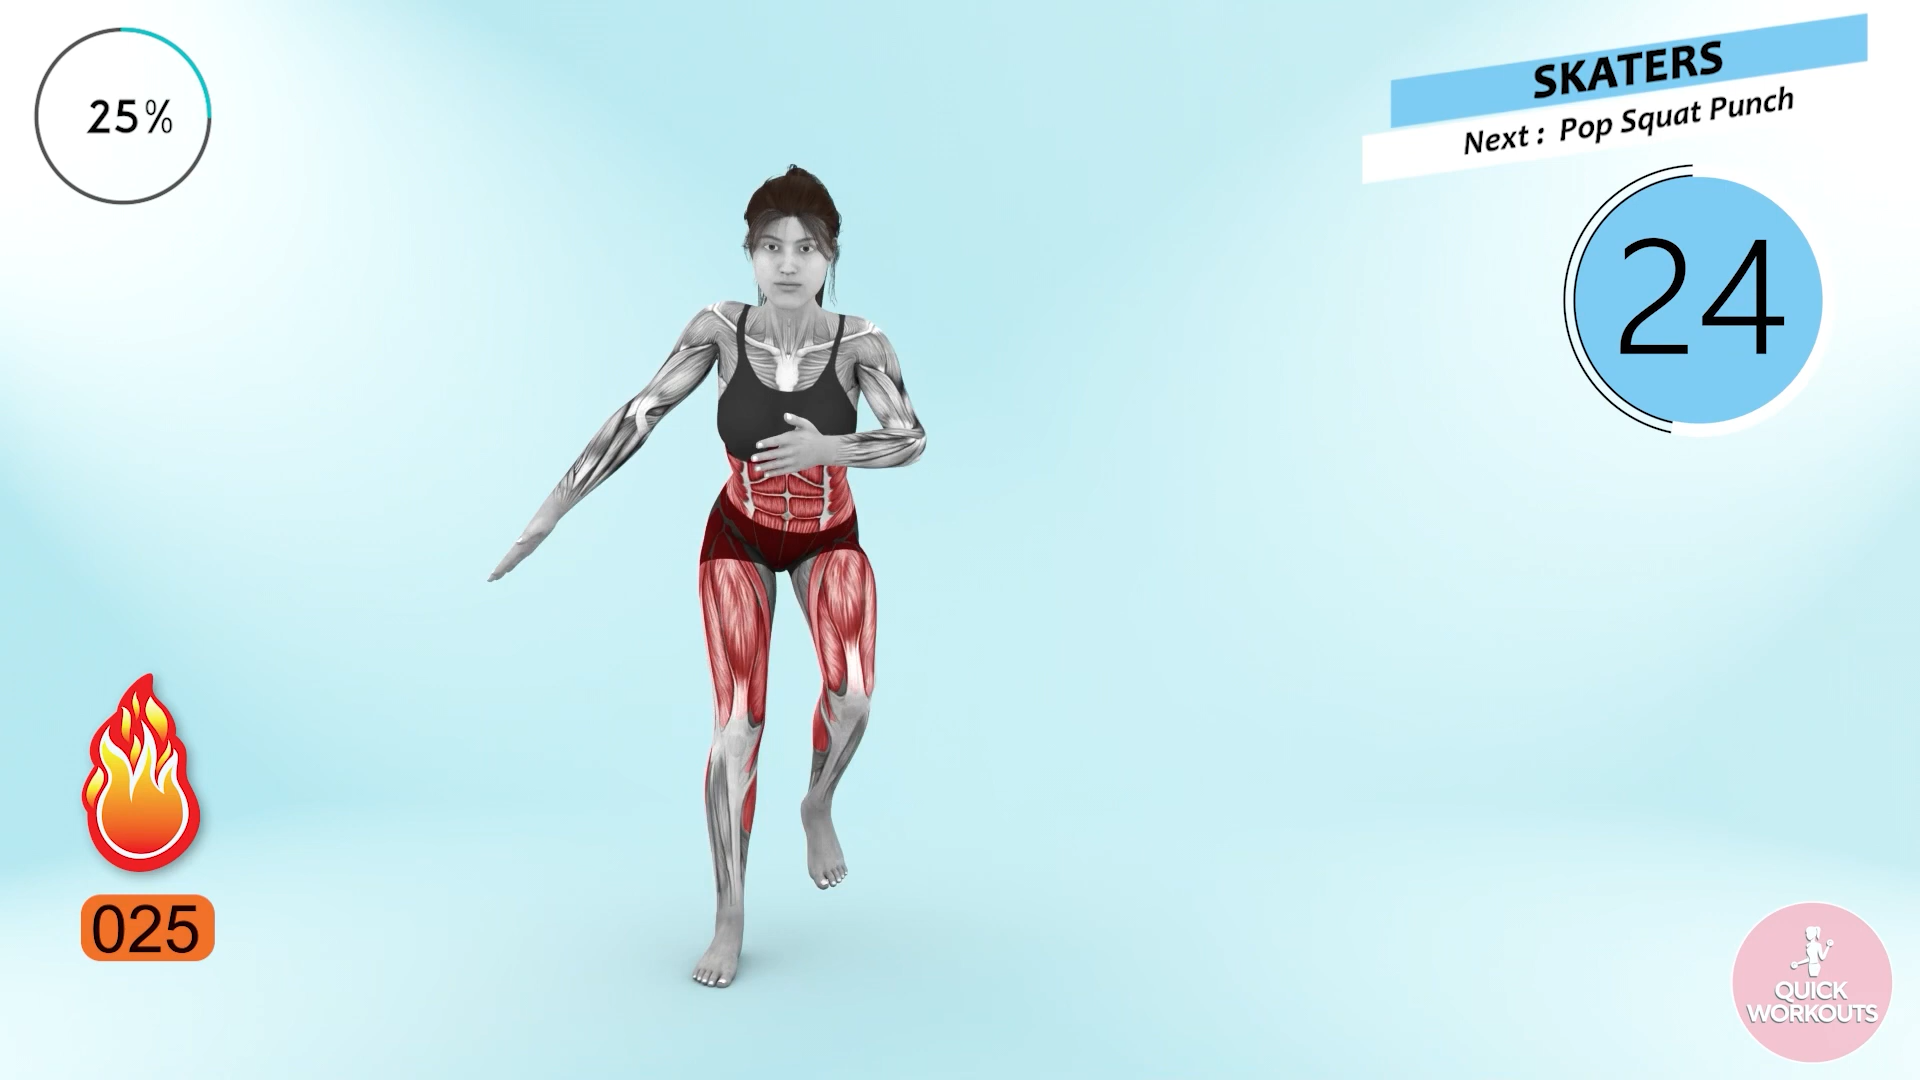 25%
SKATERS
Next : Pop Squat Punch
24
025
QUICK
WORKOUTS